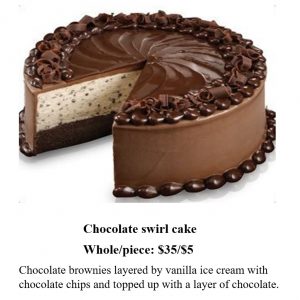 Chocolate swirl cake
Whole/piece: $35/$5
Chocolate brownies layered by vanilla ice cream with
chocolate chips and topped up with a layer of chocolate.